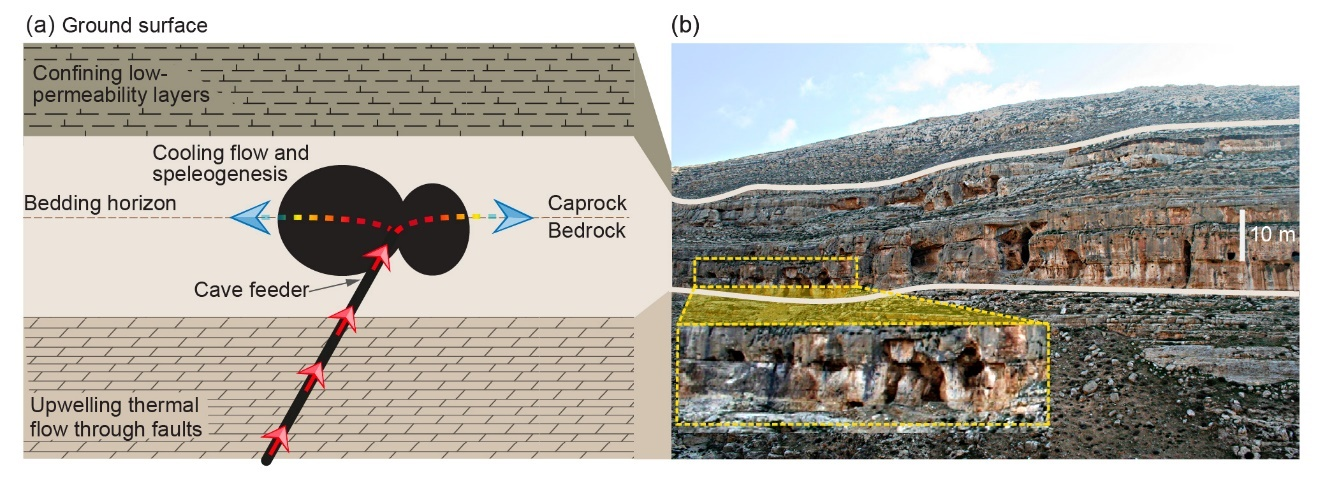 (a) Ground surface
(b)
Confining low-
permeability layers
Cooling flow and
speleogenesis
Bedding horizon
Caprock
Bedrock
Cave feeder
10 m
Upwelling thermal
flow through faults